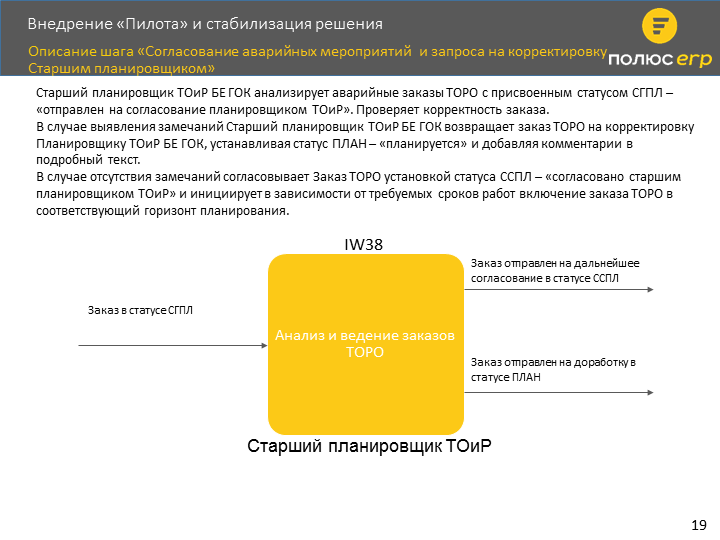 Внедрение «Пилота» и стабилизация решения
Описание шага «Согласование аварийных мероприятий и запроса на корректировку
Старшим планировщиком»
полюс erp
Старший планировщик ТОиР БЕ ГОК анализирует аварийные заказы ТОРО с присвоенным статусом СГПЛ –
«отправлен на согласование планировщиком ТОиР». Проверяет корректность заказа.
В случае выявления замечаний Старший планировщик ТОиР БЕ ГОК возвращает заказ ТОРО на корректировку
Планировщику ТОиР БЕ ГОК, устанавливая статус ПЛАН – «планируется» и добавляя комментарии в
подробный текст.
В случае отсутствия замечаний согласовывает Заказ ТОРО установкой статуса ССПЛ – «согласовано старшим
планировщиком ТОиР» и инициирует в зависимости от требуемых сроков работ включение заказа ТОРО в
соответствующий горизонт планирования.
IW38
Заказ отправлен на дальнейшее
согласование в статусе ССПЛ
Заказ в статусе СГПЛ
Анализ и ведение заказов
ТОРО
Заказ отправлен на доработку в
статусе ПЛАН
Старший планировщик ТОиР
19